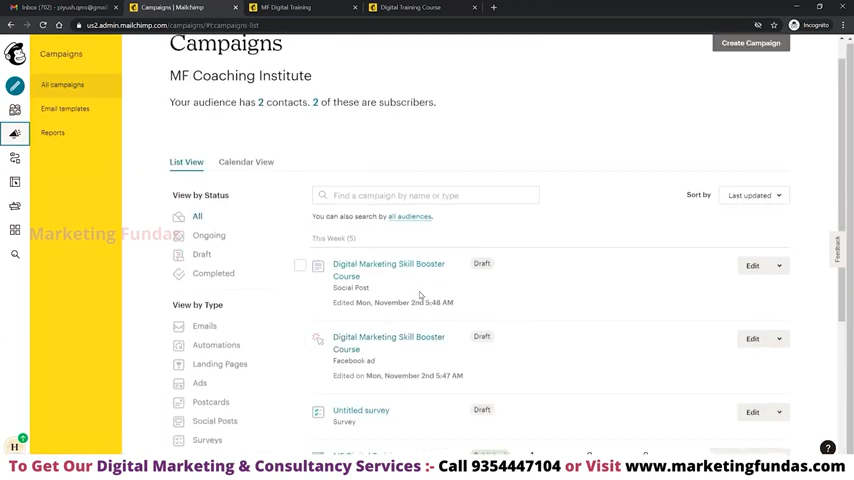 Inbox (702) - piyush.qms@gmail
Campaigns | Mailchimp
MF Digital Training
Digital Training Course
us2.admin.mailchimp.com/campaigns/#t:campaigns-list
Incognito
Campaigns
Campaigns
Create Campaign
MF Coaching Institute
All campaigns
Your audience has 2 contacts. 2 of these are subscribers.
Email templates
Reports
List View
Calendar View
View by Status
Find a campaign by name or type
Sort by
Last updated
All
You can also search by all audiences.
Marketing Fundas
Ongoing
This Week (5)
Feedback
Draft
Digital Marketing Skill Booster
Course
Draft
Edit
Completed
Social Post
Edited Mon, November 2nd 5:48 AM
View by Type
Emails
Digital Marketing Skill Booster
Course
Draft
Edit
Automations
Facebook ad
Landing Pages
Edited on Mon, November 2nd 5:47 AM
Ads
Postcards
Untitled survey
Draft
Edit
Social Posts
Survey
Surveys
H
?
To Get Our Digital Marketing & Consultancy Services :- Call 9354447104 or Visit www.marketingfundas.com